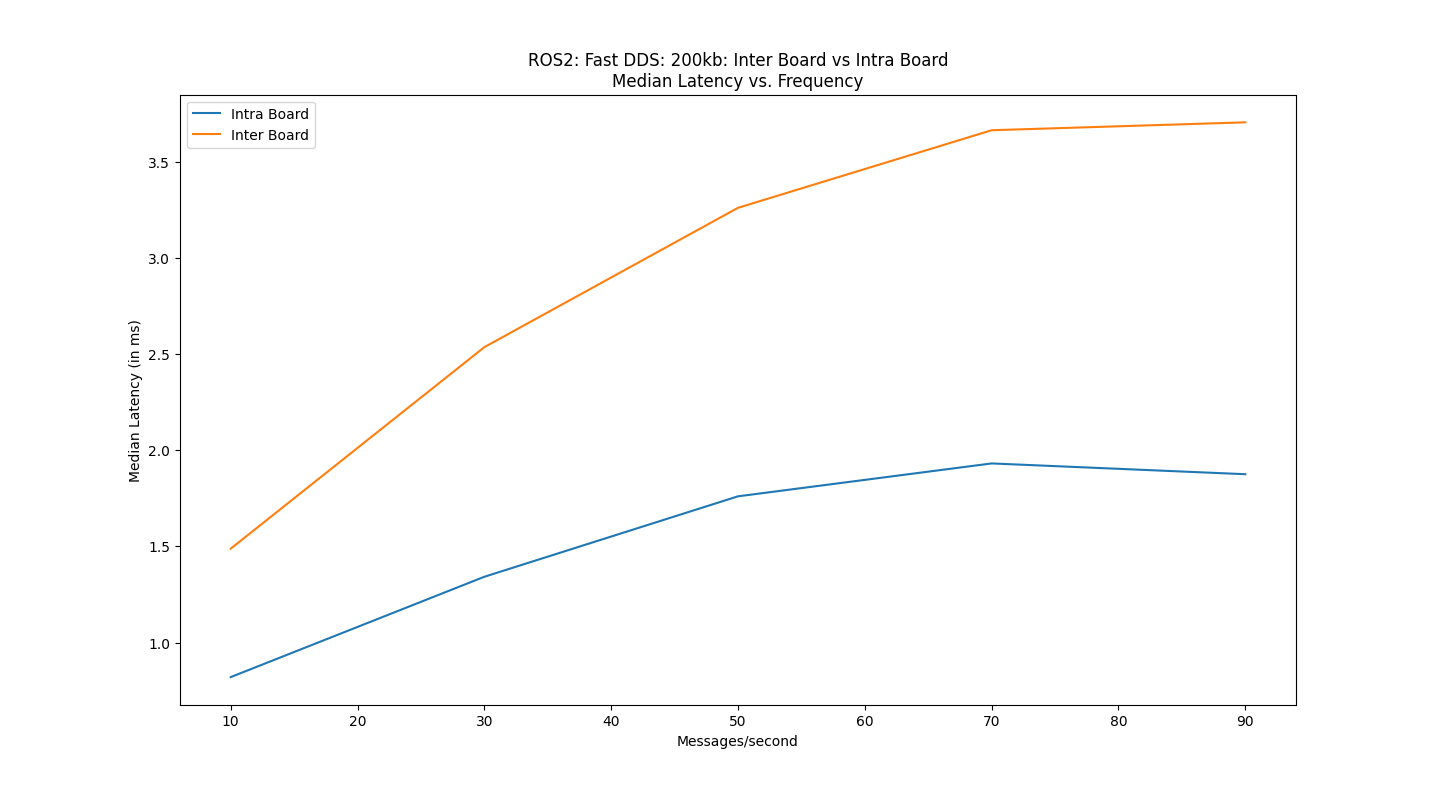 ROS2: Fast DDS: 200kb: Inter Board vs Intra Board
Median Latency vs. Frequency
Intra Board
Inter Board
Median Latency (in ms)
3.5
3.0
2.5
2.0
1.5
1.0
10 20 30 40 50 60 70 80 90
Messages/second